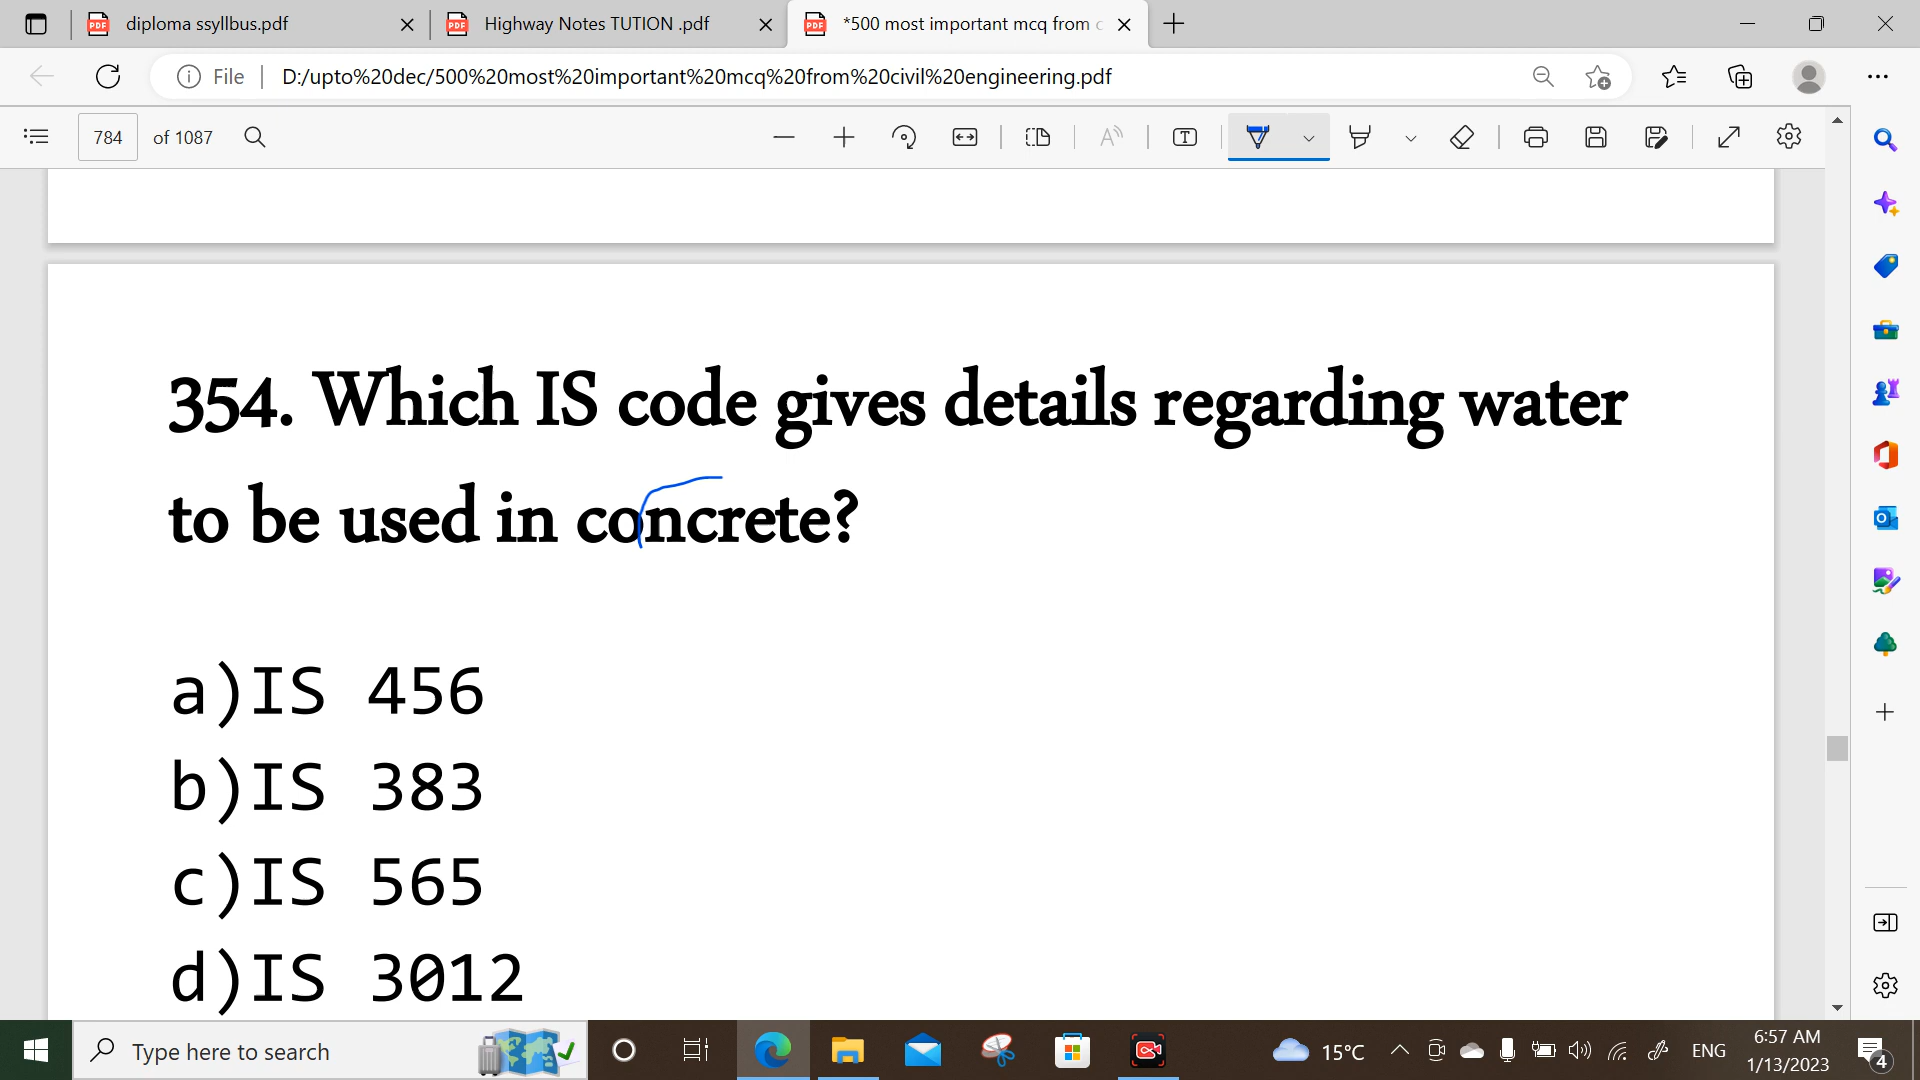 diploma ssyllbus.pdf
Highway Notes TUTION .pdf
*500 most important mcq from c
File
D:/upto%20dec/500%20most%20important%20mcq%20from%20civil%20engineering.pdf
784 of 1087
354. Which IS code gives details regarding water
to be used in concrete?
a)IS 456
b)IS 383
c)IS 565
d)IS 3012
Type here to search
15°C
ENG
6:57 AM
1/13/2023
4